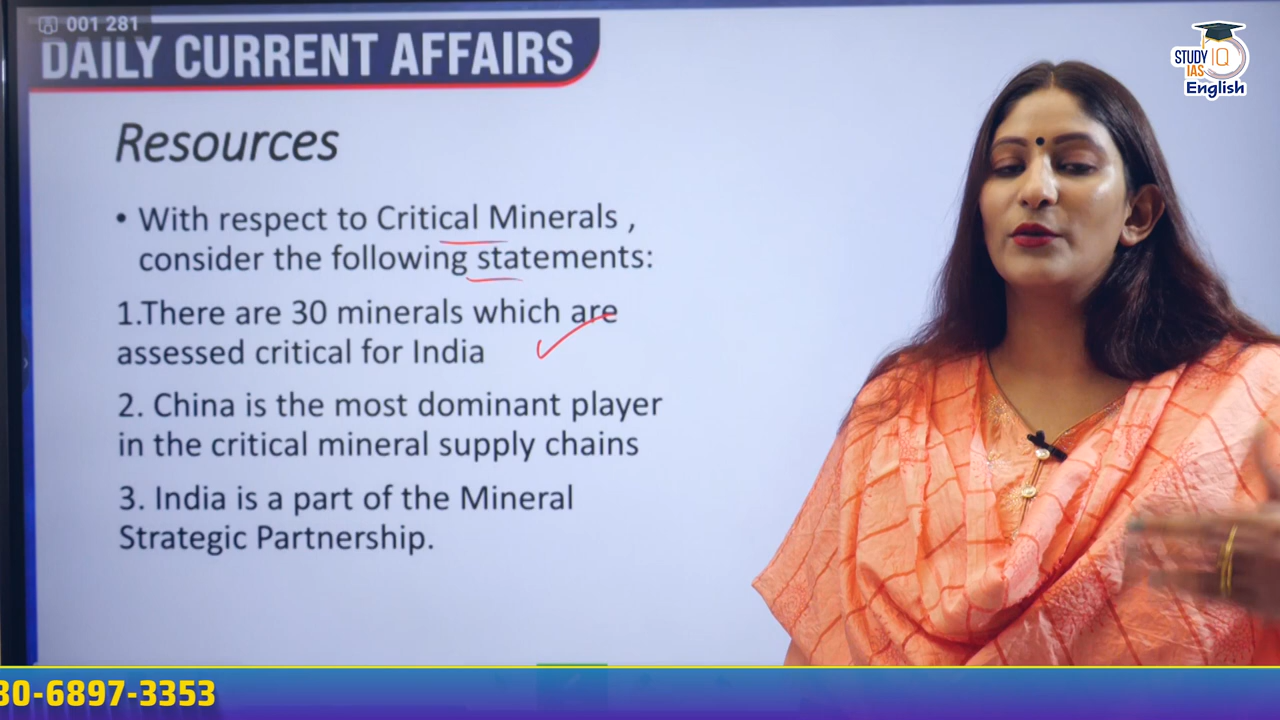 001 281
DAILY CURRENT AFFAIRS
STUDY IQ
IAS
English
Resources
• With respect to Critical Minerals ,
consider the following statements:
1.There are 30 minerals which are
assessed critical for India
2. China is the most dominant player
in the critical mineral supply chains
3. India is a part of the Mineral
Strategic Partnership.
80-6897-3353